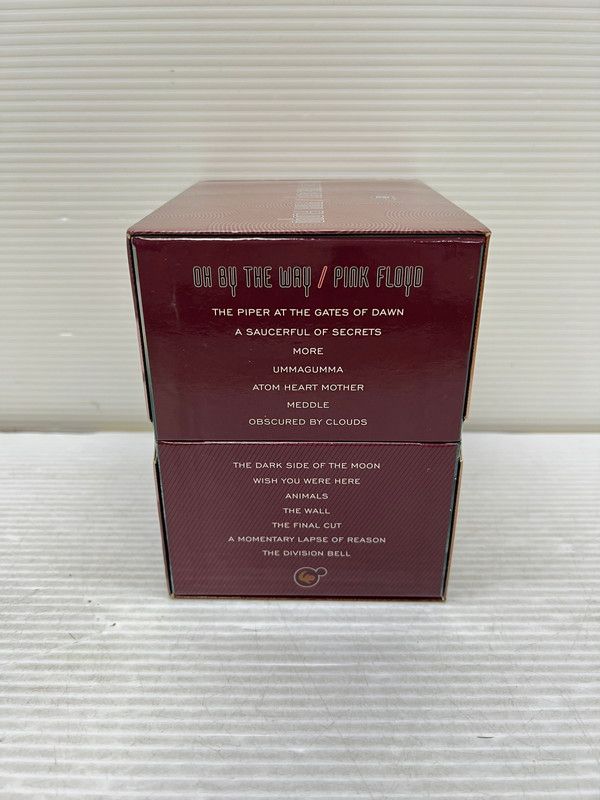 OH BY THE WAY / PINK FLOYD
THE PIPER AT THE GATES OF DAWN
A SAUCERFUL OF SECRETS
MORE
UMMAGUMMA
ATOM HEART MOTHER
MEDDLE
OBSCURED BY CLOUDS
THE DARK SIDE OF THE MOON
WISH YOU WERE HERE
ANIMALS
THE WALL
THE FINAL CUT
A MOMENTARY LAPSE OF REASON
THE DIVISION BELL